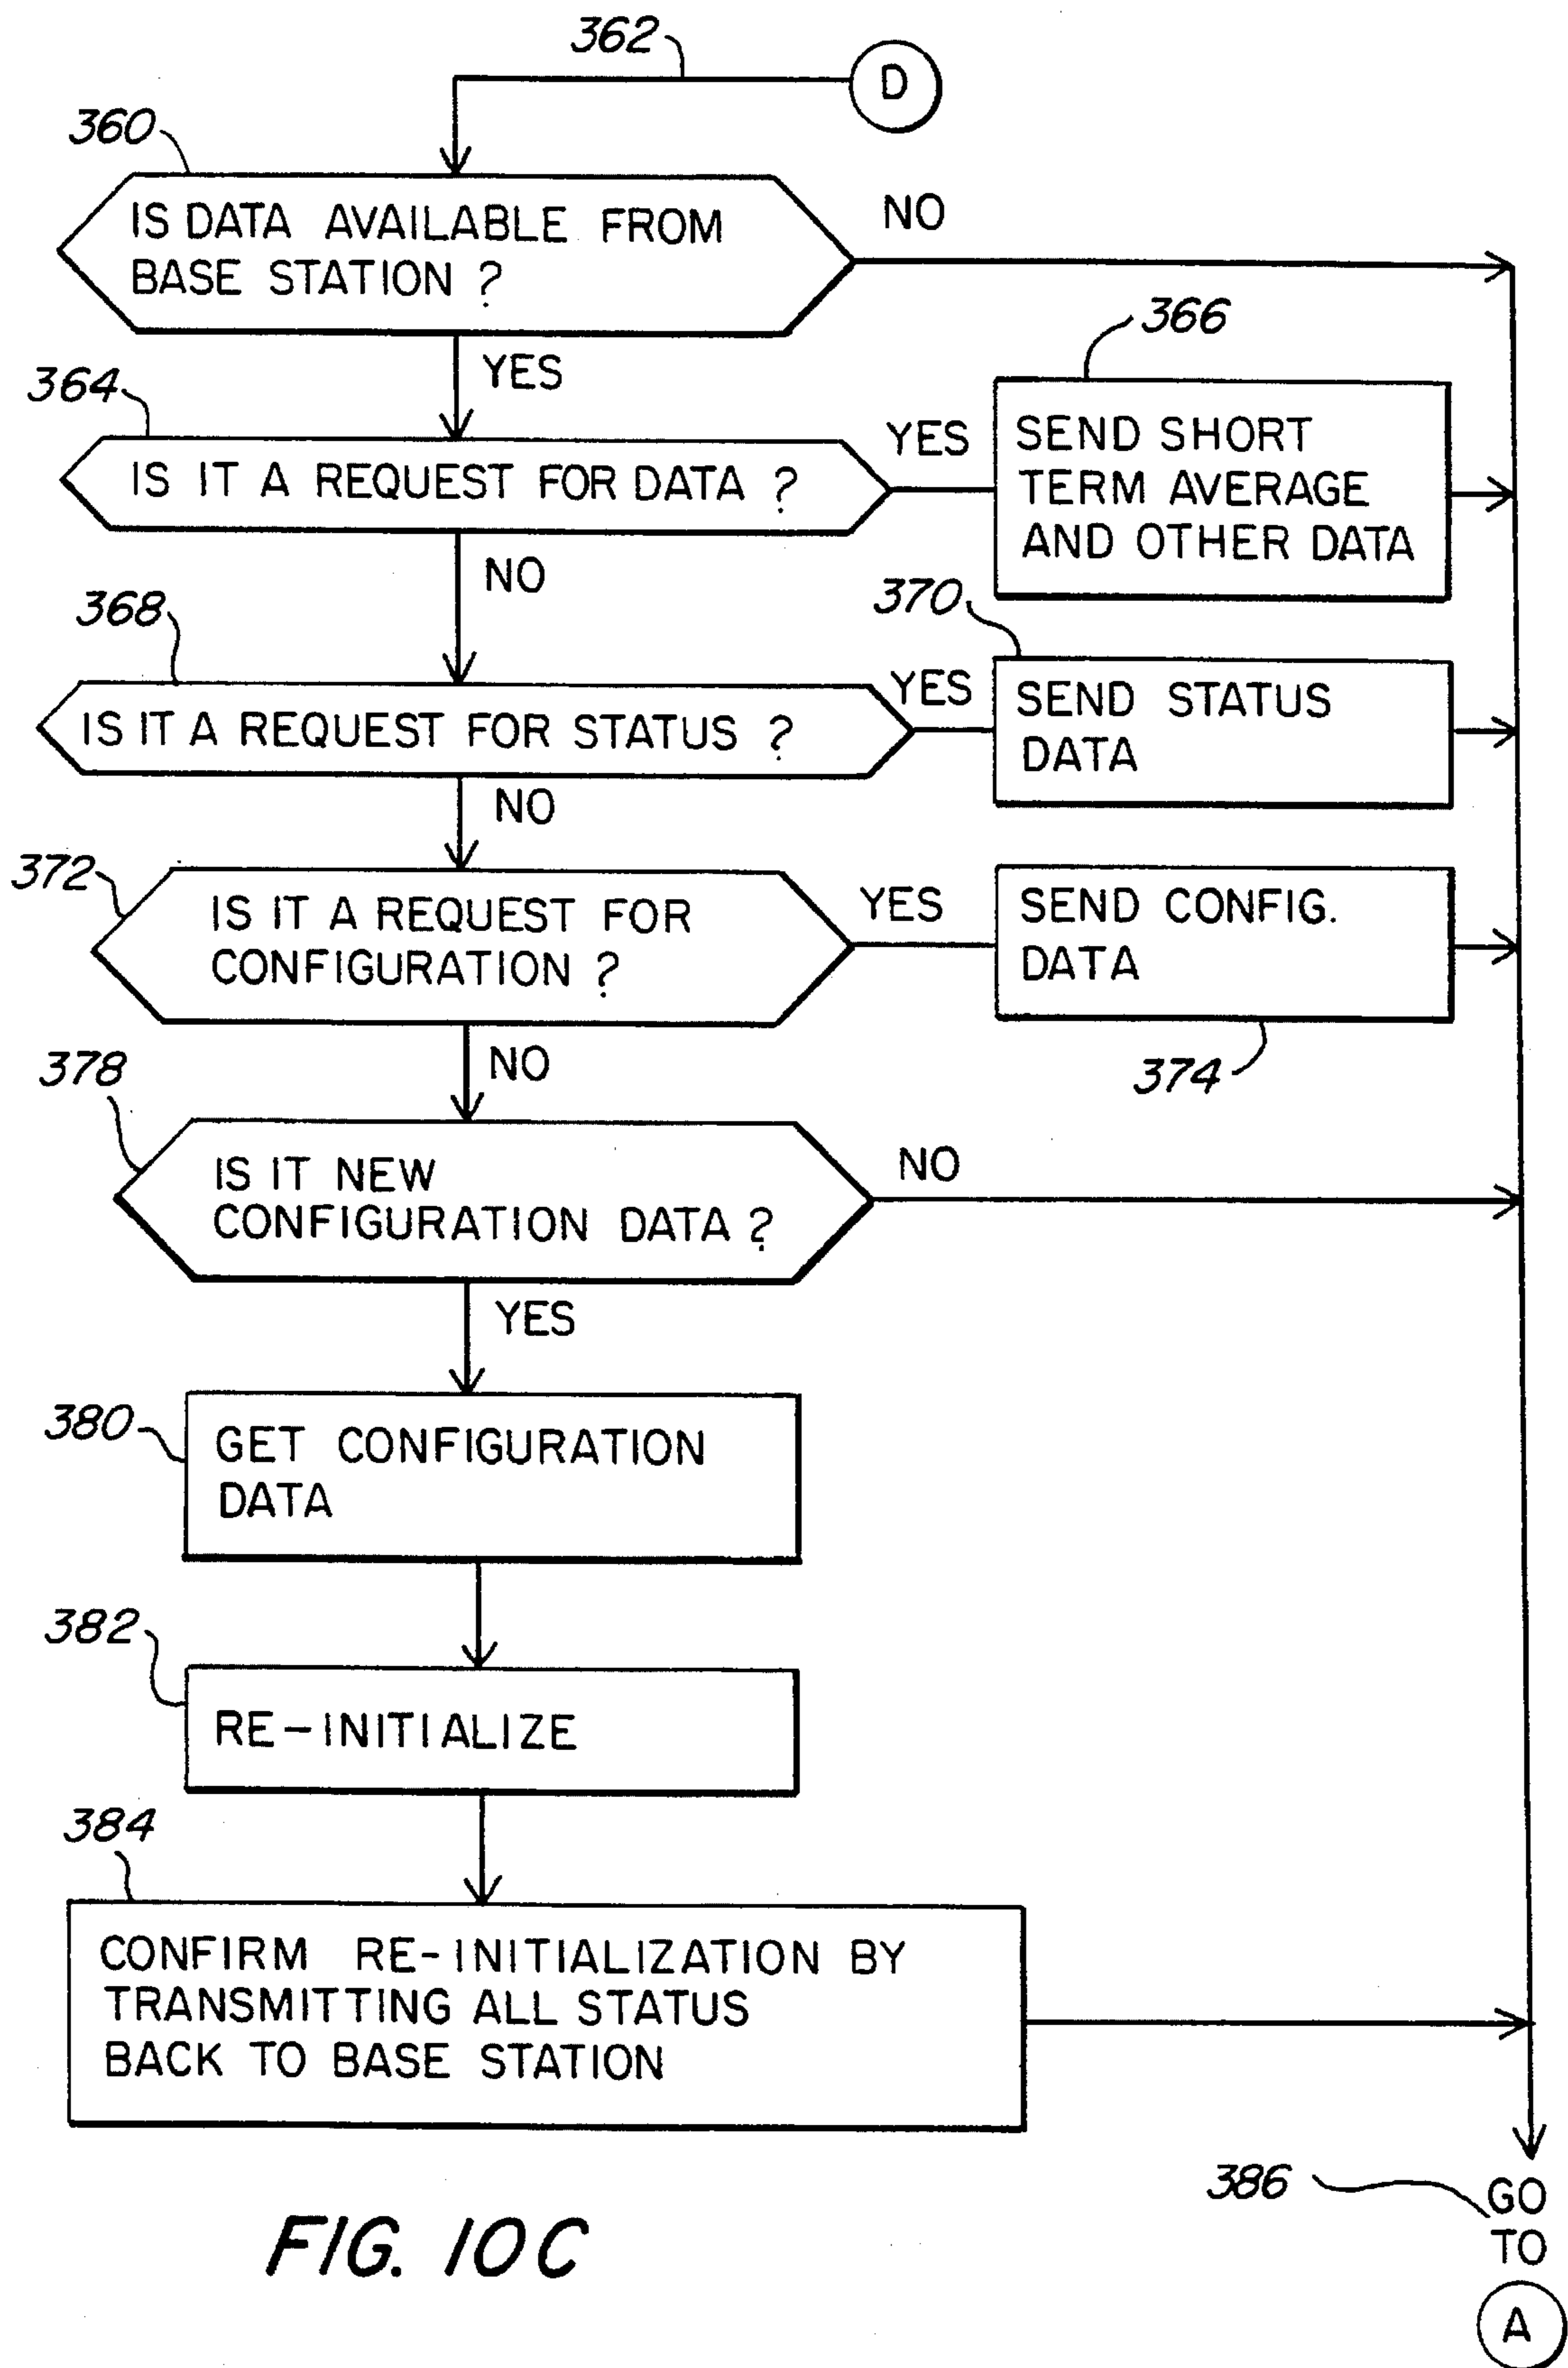 362
D
360
IS DATA AVAILABLE FROM
BASE STATION ?
NO
YES
364
IS IT A REQUEST FOR DATA ?
YES
366
SEND SHORT
TERM AVERAGE
AND OTHER DATA
NO
368
IS IT A REQUEST FOR STATUS ?
YES
370
SEND STATUS
DATA
NO
372
IS IT A REQUEST FOR
CONFIGURATION ?
YES
SEND CONFIG.
DATA
374
NO
378
IS IT NEW
CONFIGURATION DATA ?
NO
YES
380
GET CONFIGURATION
DATA
382
RE-INITIALIZE
384
CONFIRM RE-INITIALIZATION BY
TRANSMITTING ALL STATUS
BACK TO BASE STATION
386
GO
TO
A
FIG. 10C